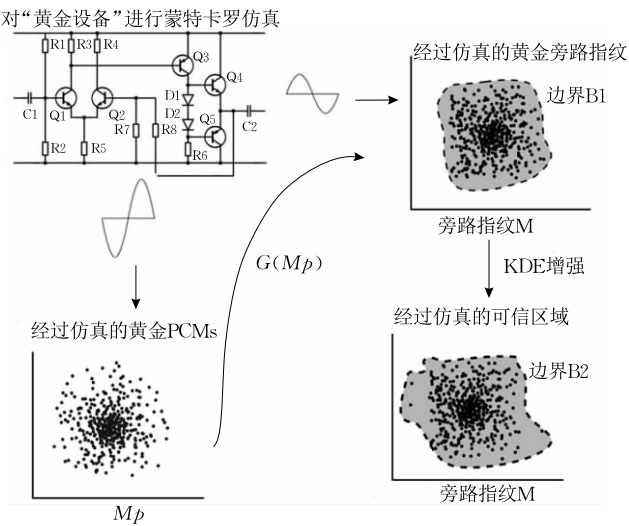 对“黄金设备”进行蒙特卡罗仿真
R1 R3 R4
Q3
Q4
D1
D2
C1
Q1
Q2
R7
R8
Q5
C2
R2
R5
R6
经过仿真的黄金旁路指纹
边界B1
旁路指纹M
G(Mp)
KDE增强
经过仿真的黄金PCMs
Mp
经过仿真的可信区域
边界B2
旁路指纹M